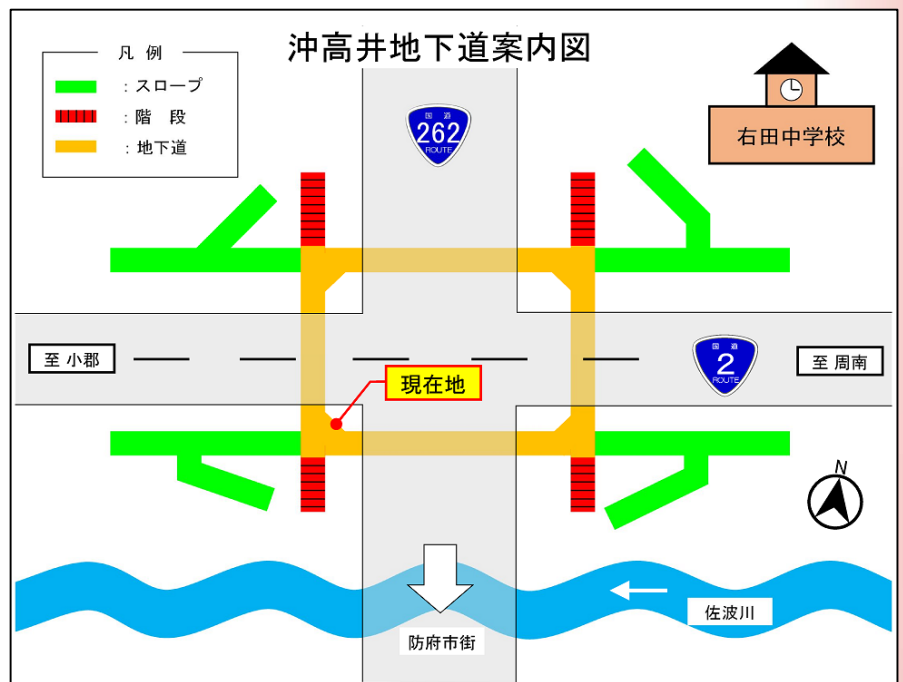 沖高井地下道案内図
凡 例
：スロープ
：階　段
：地下道
国 道
262
ROUTE
右田中学校
至 小郡
国 道
2
ROUTE
至 周南
現在地
N
佐波川
防府市街